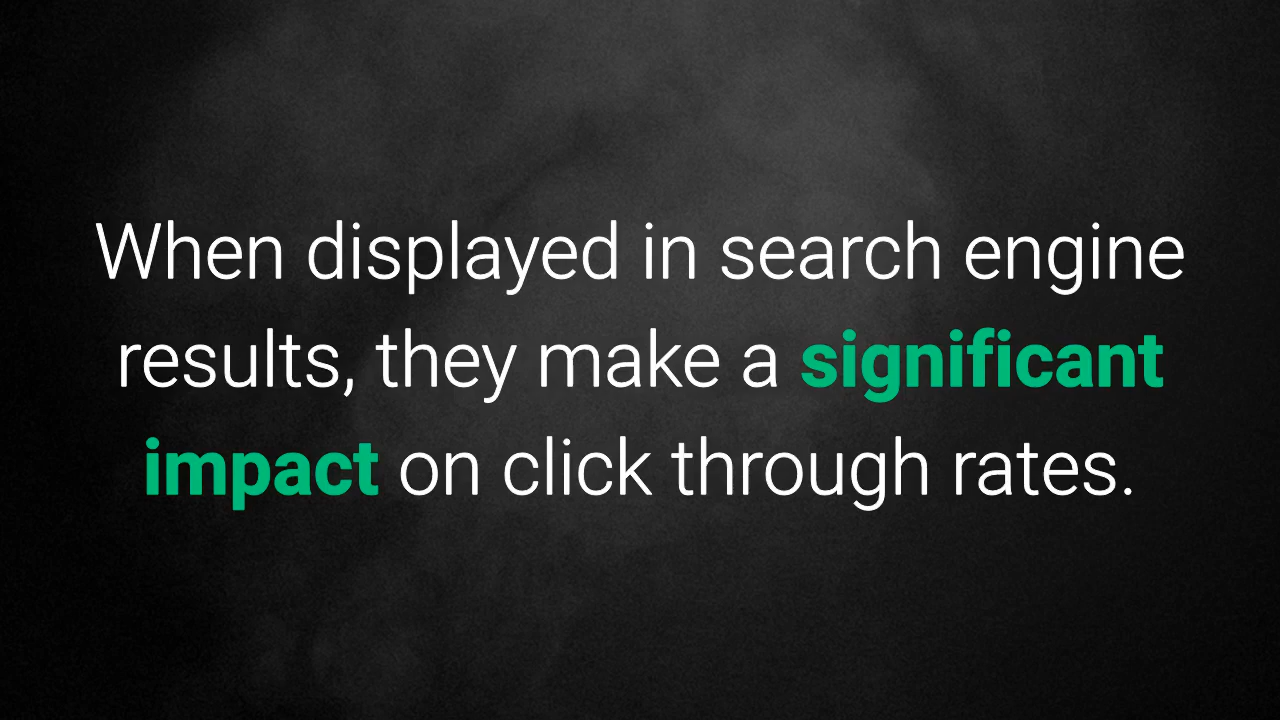 When displayed in search engine
results, they make a significant
impact on click through rates.